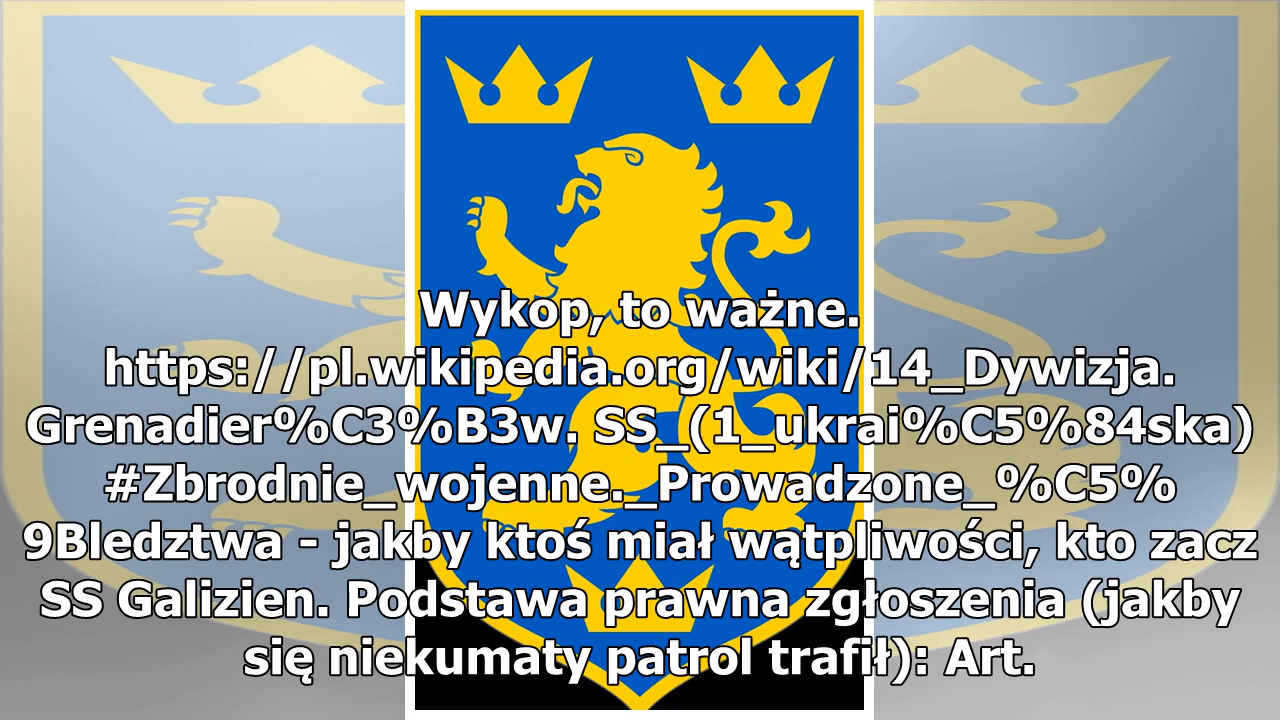 Wykop, to ważne.
https://pl.wikipedia.org/wiki/14_Dywizja.
Grenadier%C3%B3w. SS_(1_ukrai%C5%84ska)
#Zbrodnie_wojenne._Prowadzone_%C5%
9Bledztwa - jakby ktoś miał wątpliwości, kto zacz
SS Galizien. Podstawa prawna zgłoszenia (jakby
się niekumaty patrol trafił): Art.